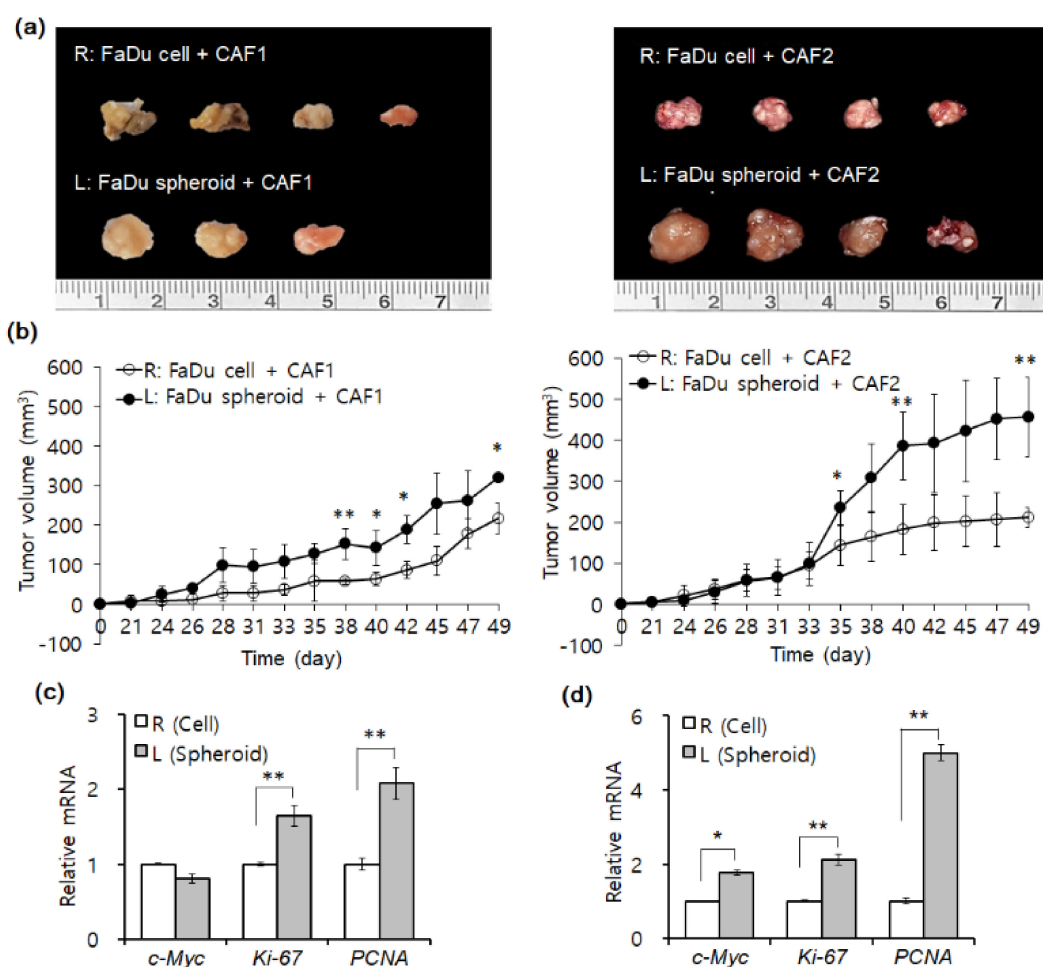 (a)
R: FaDu cell + CAF1
L: FaDu spheroid + CAF1
1 2 3 4 5 6 7
R: FaDu cell + CAF2
L: FaDu spheroid + CAF2
1 2 3 4 5 6 7
(b)
600
500
400
300
200
100
0
-100
Tumor volume (mm³)
R: FaDu cell + CAF1
L: FaDu spheroid + CAF1
** * * *
0 21 24 26 28 31 33 35 38 40 42 45 47 49
Time (day)
600
500
400
300
200
100
0
-100
Tumor volume (mm³)
R: FaDu cell + CAF2
L: FaDu spheroid + CAF2
* ** **
0 21 24 26 28 31 33 35 38 40 42 45 47 49
Time (day)
(c)
3
2
1
0
Relative mRNA
R (Cell)
L (Spheroid)
** **
c-Myc Ki-67 PCNA
(d)
6
4
2
0
Relative mRNA
R (Cell)
L (Spheroid)
* ** **
c-Myc Ki-67 PCNA